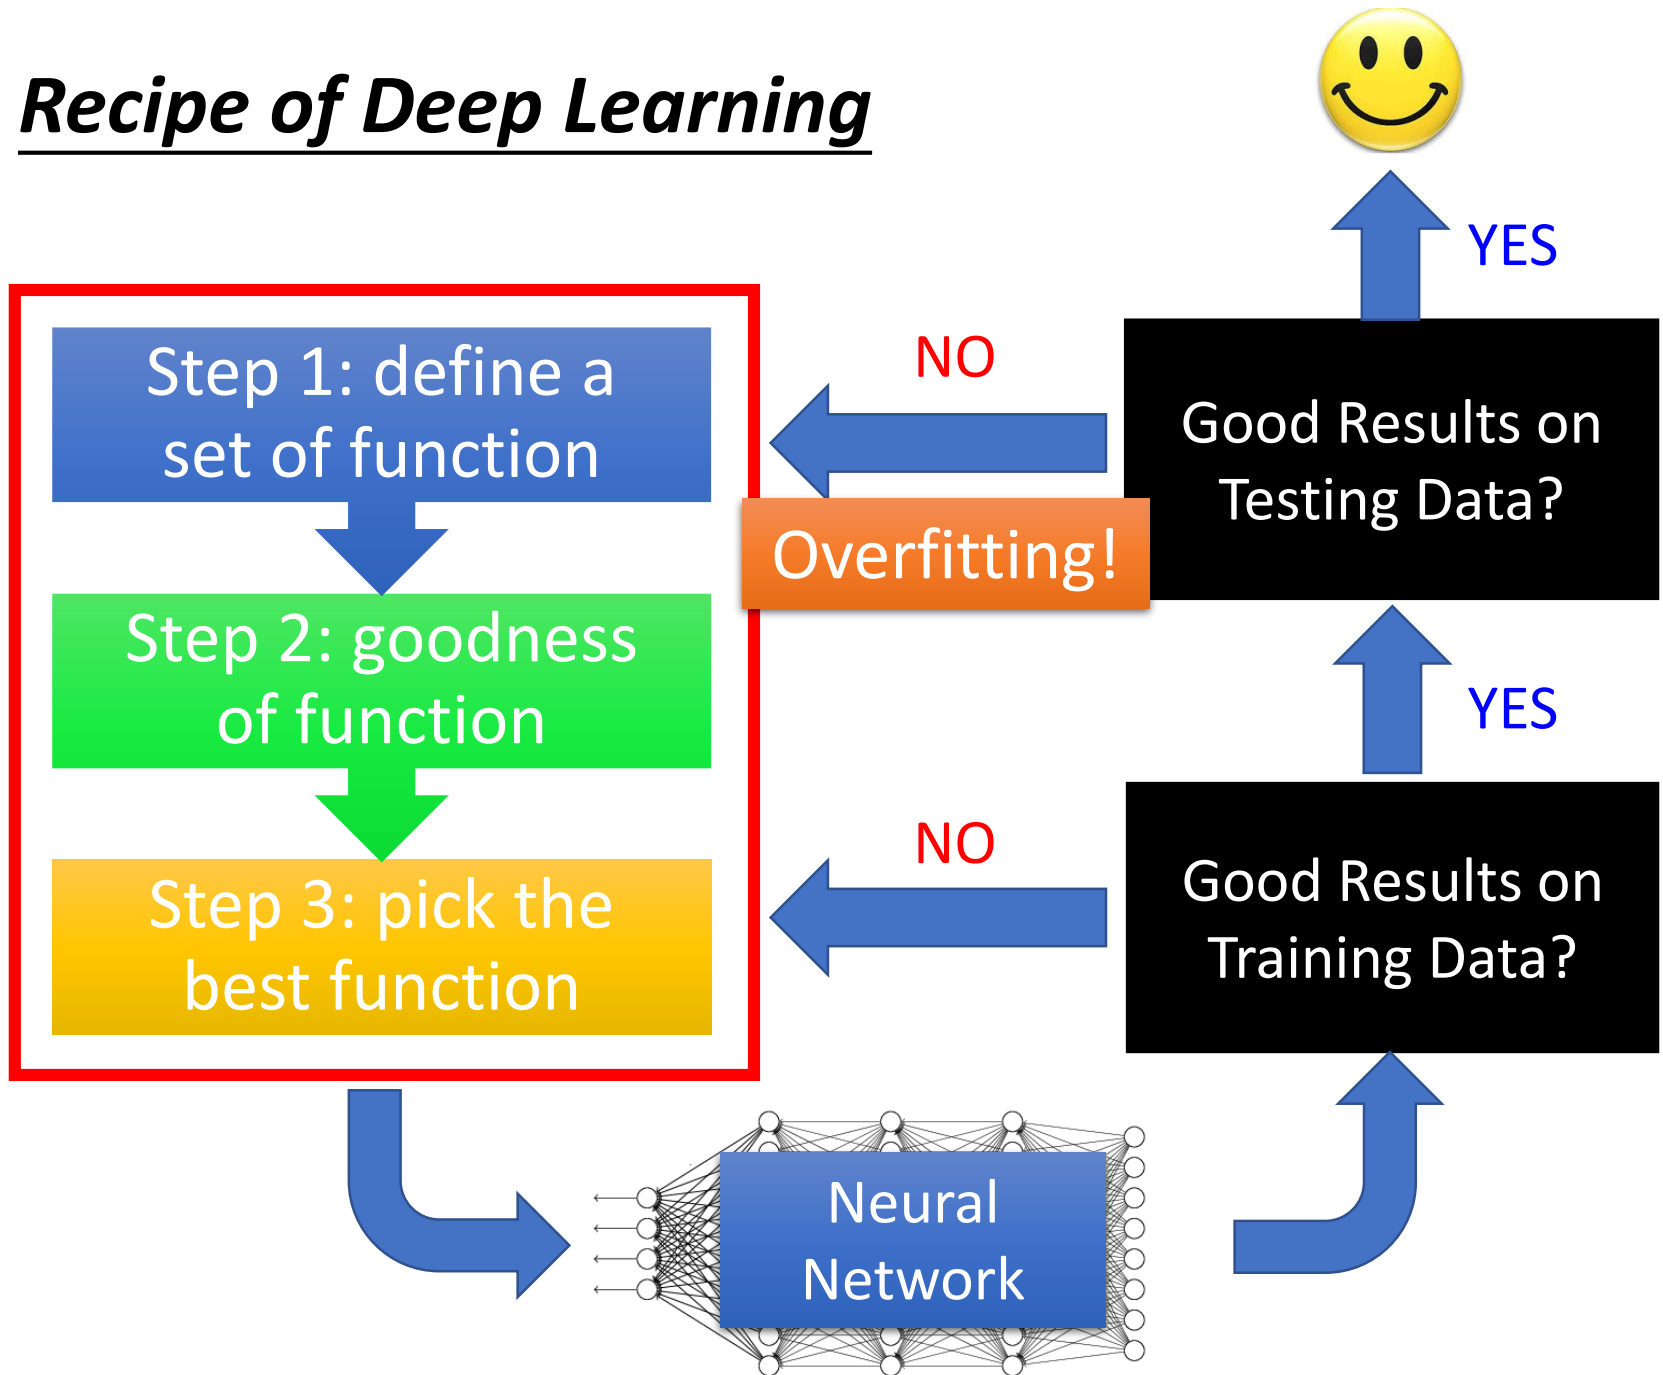 Recipe of Deep Learning
YES
Step 1: define a
set of function
NO
Good Results on
Testing Data?
Overfitting!
Step 2: goodness
of function
YES
Step 3: pick the
best function
NO
Good Results on
Training Data?
Neural
Network